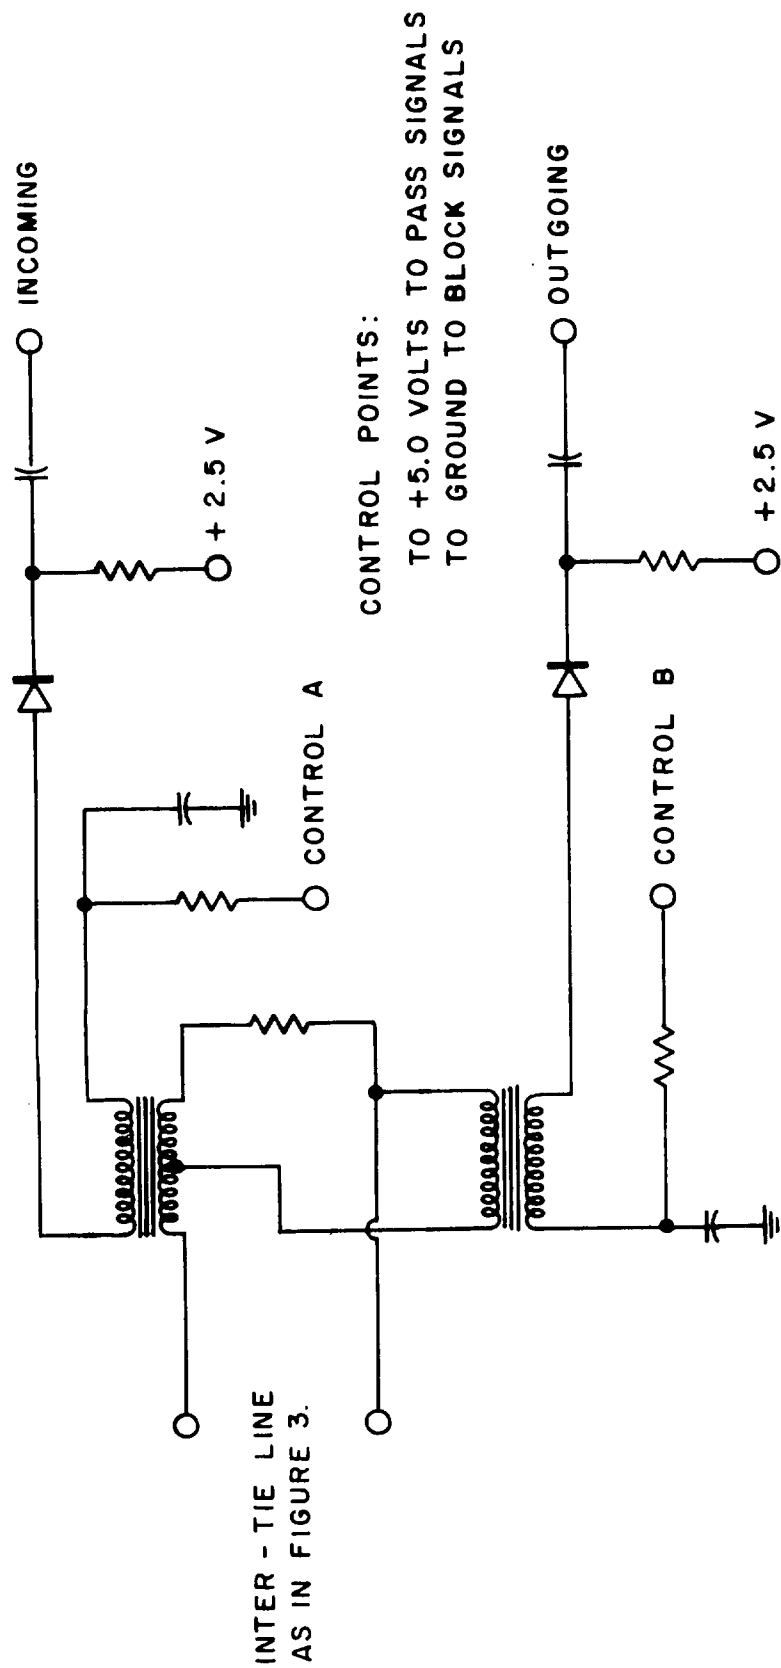 INCOMING
+ 2.5 V
CONTROL A
CONTROL POINTS:
TO +5.0 VOLTS TO PASS SIGNALS
TO GROUND TO BLOCK SIGNALS
INTER - TIE LINE
AS IN FIGURE 3.
OUTGOING
+ 2.5 V
CONTROL B